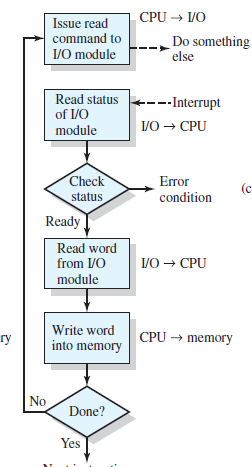 Issue read
command to
I/O module
CPU → I/O
Do something
else
Read status
of I/O
module
Interrupt
I/O → CPU
Check
status
Error
condition
(c
Ready
Read word
from I/O
module
I/O → CPU
Write word
into memory
CPU → memory
ry
No
Done?
Yes